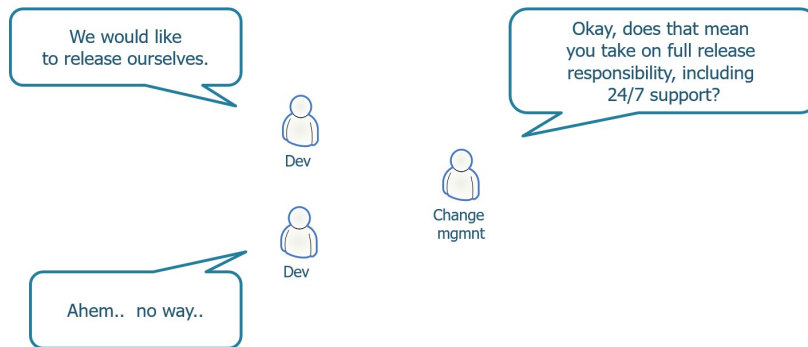 We would like
to release ourselves.
Okay, does that mean
you take on full release
responsibility, including
24/7 support?
Dev
Change
mgmnt
Dev
Ahem.. no way..